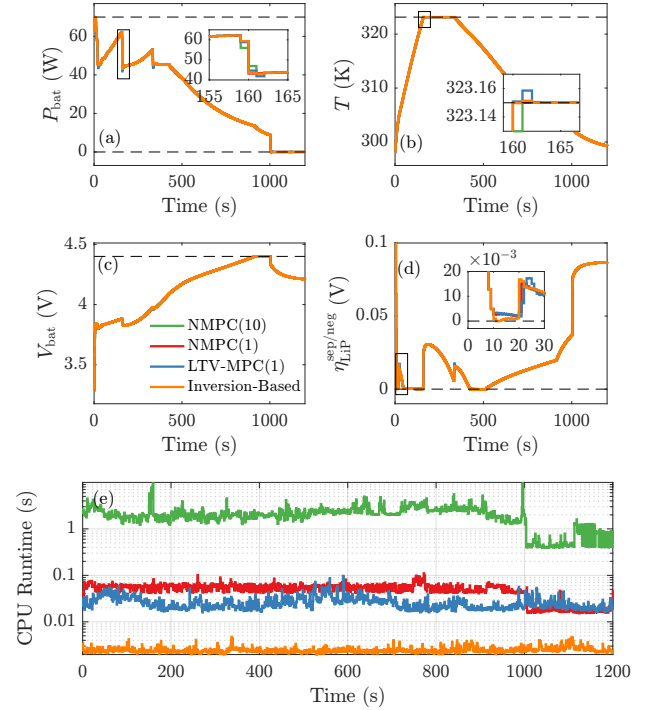 60
40
20
0
P_bat (W)
(a)
60
50
40
155 160 165
0 500 1000
Time (s)
320
310
300
T (K)
(b)
323.16
323.14
160 165
0 500 1000
Time (s)
4.5
4
3.5
V_bat (V)
(c)
NMPC(10)
NMPC(1)
LTV-MPC(1)
Inversion-Based
0 500 1000
Time (s)
0.1
0.05
0
η_LiP^sep/neg (V)
(d)
×10⁻³
20
10
0
0 10 20 30
0 500 1000
Time (s)
CPU Runtime (s)
(e)
1
0.1
0.01
0 200 400 600 800 1000 1200
Time (s)